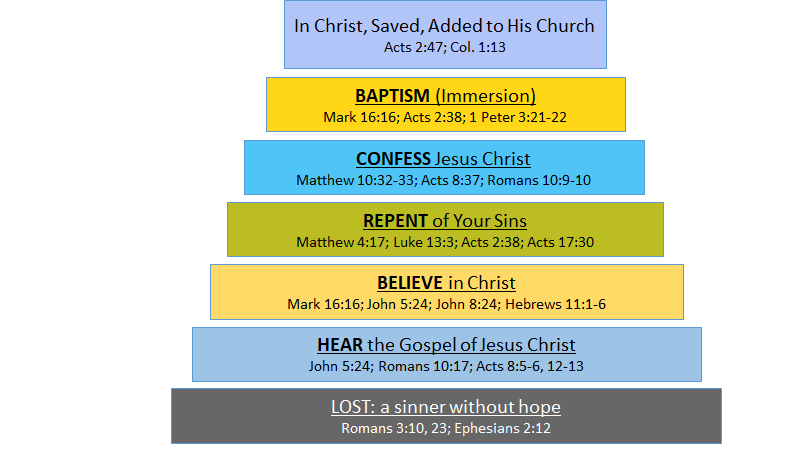 In Christ, Saved, Added to His Church
Acts 2:47; Col. 1:13
BAPTISM (Immersion)
Mark 16:16; Acts 2:38; 1 Peter 3:21-22
CONFESS Jesus Christ
Matthew 10:32-33; Acts 8:37; Romans 10:9-10
REPENT of Your Sins
Matthew 4:17; Luke 13:3; Acts 2:38; Acts 17:30
BELIEVE in Christ
Mark 16:16; John 5:24; John 8:24; Hebrews 11:1-6
HEAR the Gospel of Jesus Christ
John 5:24; Romans 10:17; Acts 8:5-6, 12-13
LOST: a sinner without hope
Romans 3:10, 23; Ephesians 2:12